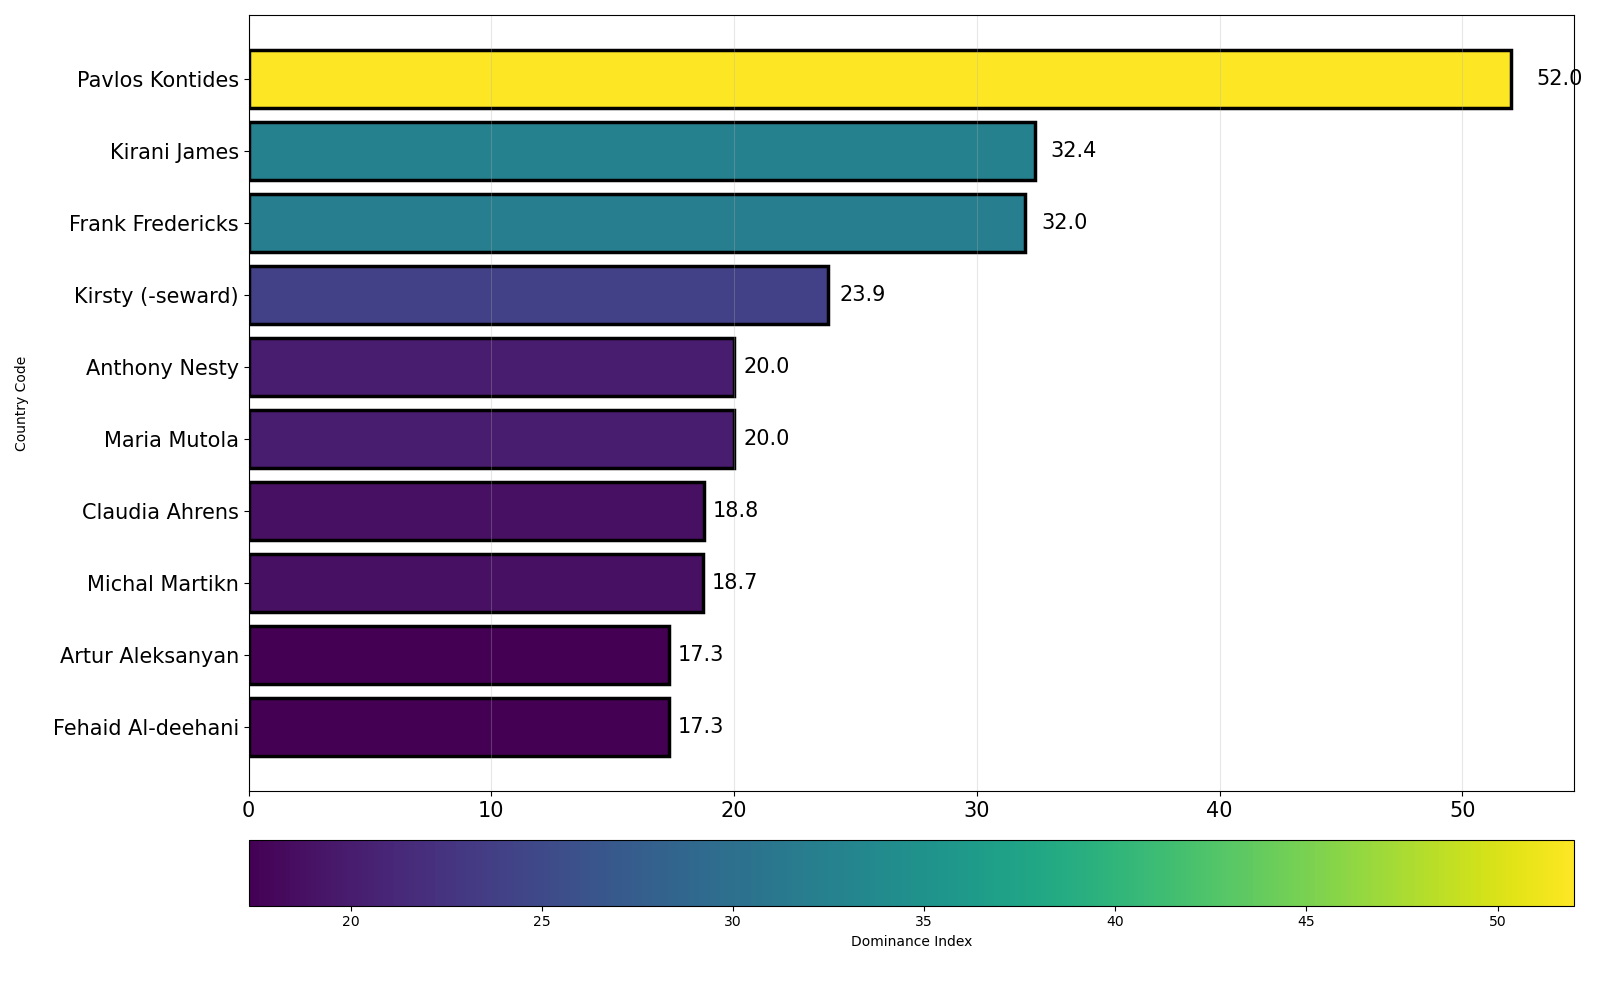 Country Code
Pavlos Kontides 52.0
Kirani James 32.4
Frank Fredericks 32.0
Kirsty (-seward) 23.9
Anthony Nesty 20.0
Maria Mutola 20.0
Claudia Ahrens 18.8
Michal Martikn 18.7
Artur Aleksanyan 17.3
Fehaid Al-deehani 17.3
0 10 20 30 40 50
20 25 30 35 40 45 50
Dominance Index